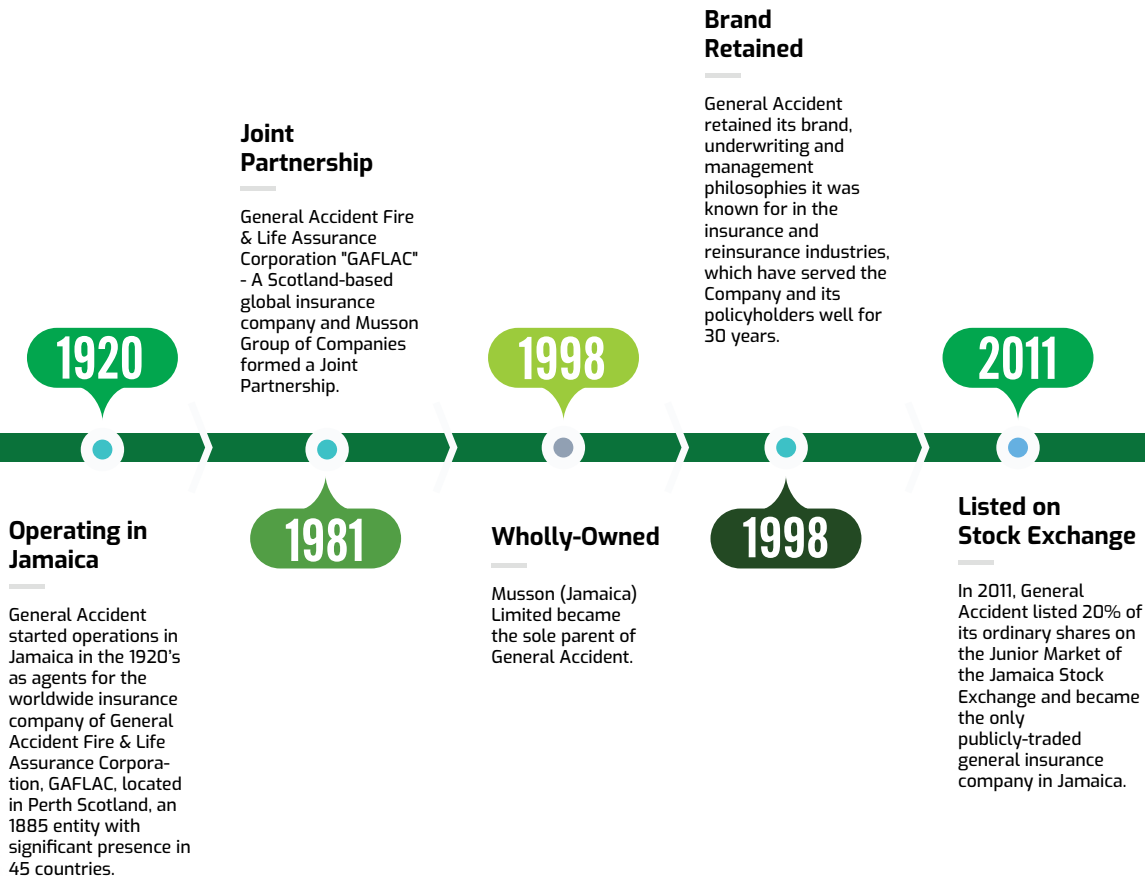 1920
Operating in
Jamaica
General Accident
started operations in
Jamaica in the 1920’s
as agents for the
worldwide insurance
company of General
Accident Fire & Life
Assurance Corpora-
tion, GAFLAC, located
in Perth Scotland, an
1885 entity with
significant presence in
45 countries.
Joint
Partnership
General Accident Fire
& Life Assurance
Corporation "GAFLAC"
- A Scotland-based
global insurance
company and Musson
Group of Companies
formed a Joint
Partnership.
1981
1998
Wholly-Owned
Musson (Jamaica)
Limited became
the sole parent of
General Accident.
Brand
Retained
General Accident
retained its brand,
underwriting and
management
philosophies it was
known for in the
insurance and
reinsurance industries,
which have served the
Company and its
policyholders well for
30 years.
1998
2011
Listed on
Stock Exchange
In 2011, General
Accident listed 20% of
its ordinary shares on
the Junior Market of
the Jamaica Stock
Exchange and became
the only
publicly-traded
general insurance
company in Jamaica.